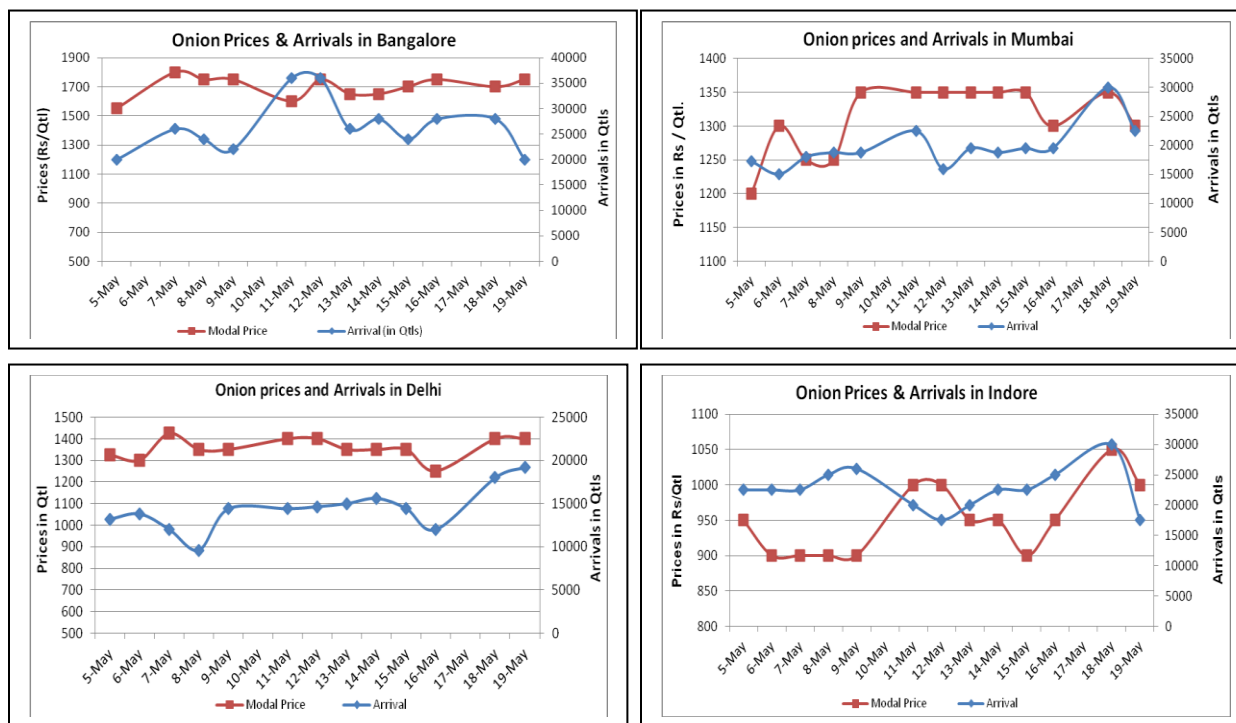 Onion Prices & Arrivals in Bangalore
Prices (Rs/Qtl)
1900
1700
1500
1300
1100
900
700
500
40000
35000
30000
25000
20000
15000
10000
5000
0
Arrivals in Qtls
5-May
6-May
7-May
8-May
9-May
10-May
11-May
12-May
13-May
14-May
15-May
16-May
17-May
18-May
19-May
Modal Price
Arrival (in Qtls)
Onion prices and Arrivals in Mumbai
Prices in Rs / Qtl.
1400
1350
1300
1250
1200
1150
1100
35000
30000
25000
20000
15000
10000
5000
0
Arrivals in Qtls
5-May
6-May
7-May
8-May
9-May
10-May
11-May
12-May
13-May
14-May
15-May
16-May
17-May
18-May
19-May
Modal Price
Arrival
Onion prices and Arrivals in Delhi
Prices in Qtl
1500
1400
1300
1200
1100
1000
900
800
700
600
500
25000
20000
15000
10000
5000
0
Arrivals in Qtls
5-May
6-May
7-May
8-May
9-May
10-May
11-May
12-May
13-May
14-May
15-May
16-May
17-May
18-May
19-May
Modal Price
Arrival
Onion Prices & Arrivals in Indore
Prices in Rs/Qtl
1100
1050
1000
950
900
850
800
35000
30000
25000
20000
15000
10000
5000
0
Arrivals in Qtls
5-May
6-May
7-May
8-May
9-May
10-May
11-May
12-May
13-May
14-May
15-May
16-May
17-May
18-May
19-May
Modal Price
Arrival